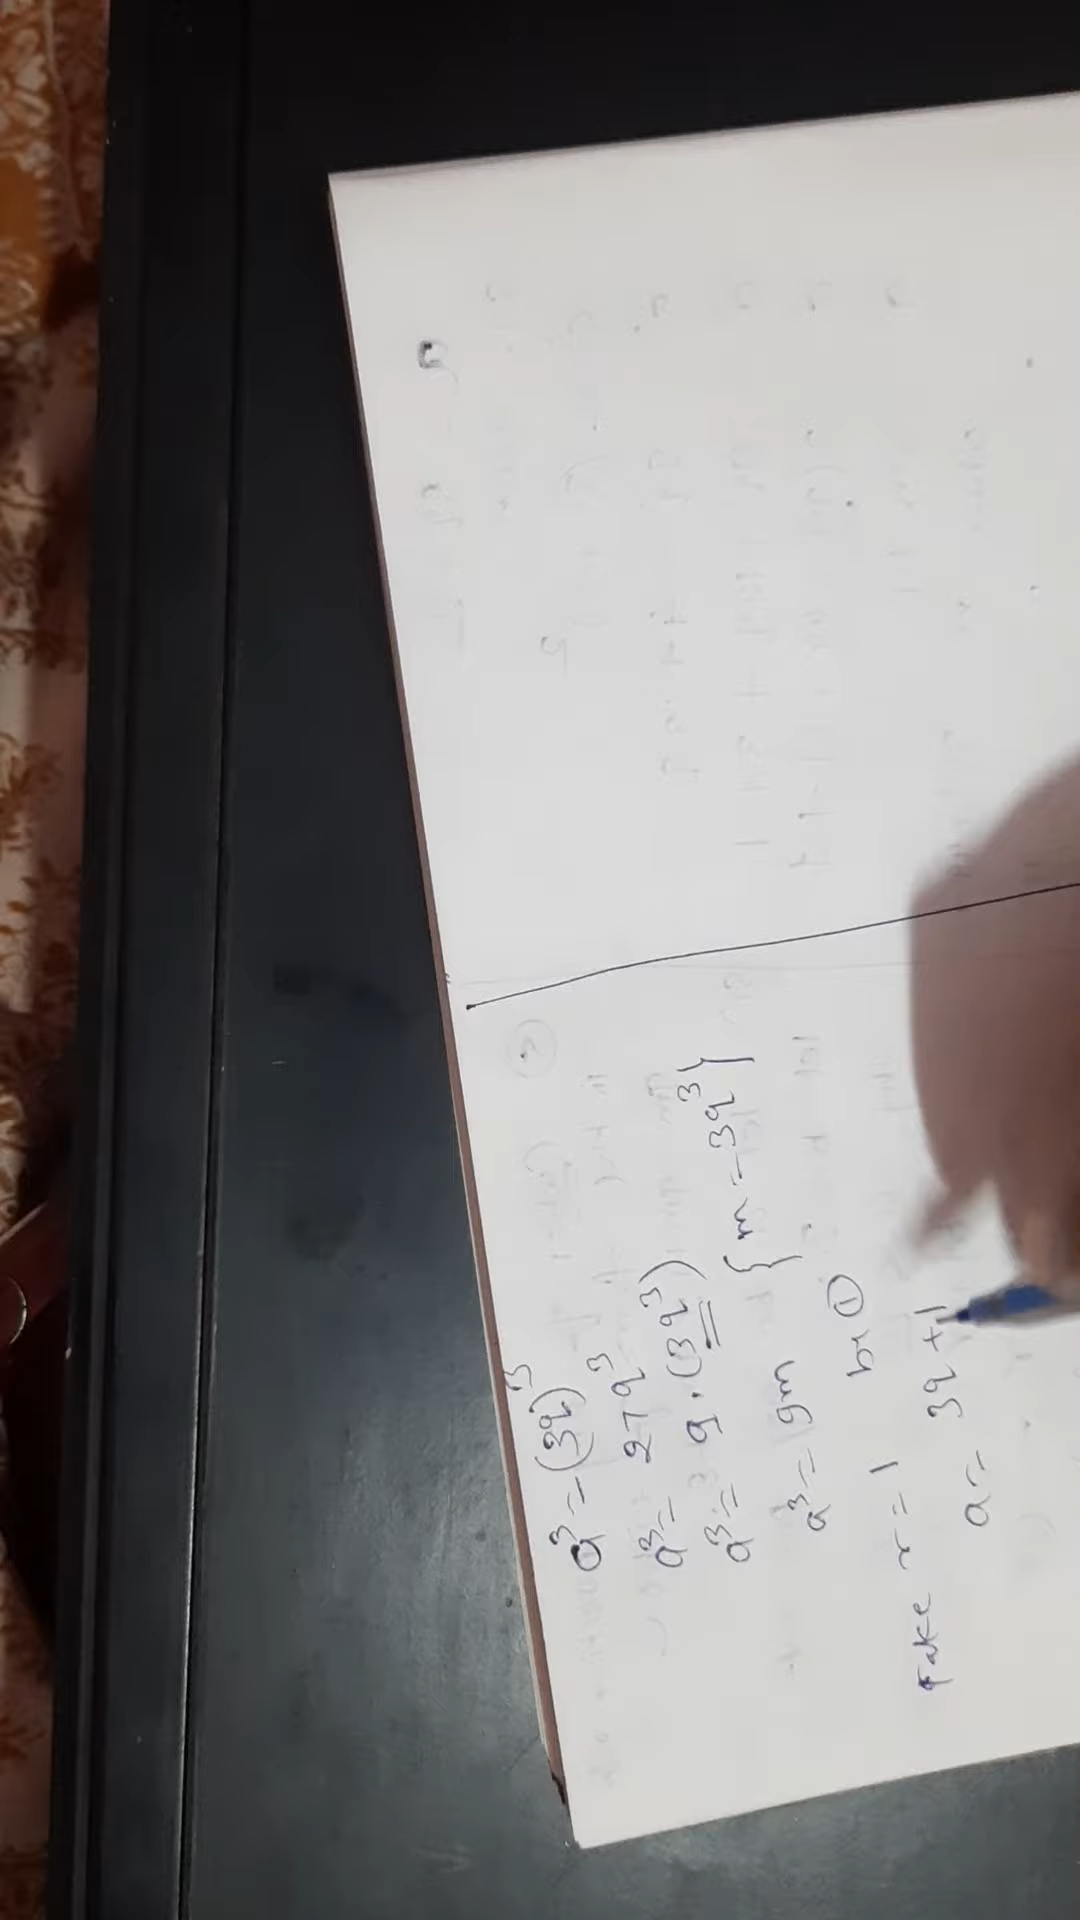 a³ = (3q)³
a³ = 27q³
a³ = 9.(3q³)
a³ = 9m {m = 3q³}
Take r = 1 by ①
a = 3q + 1